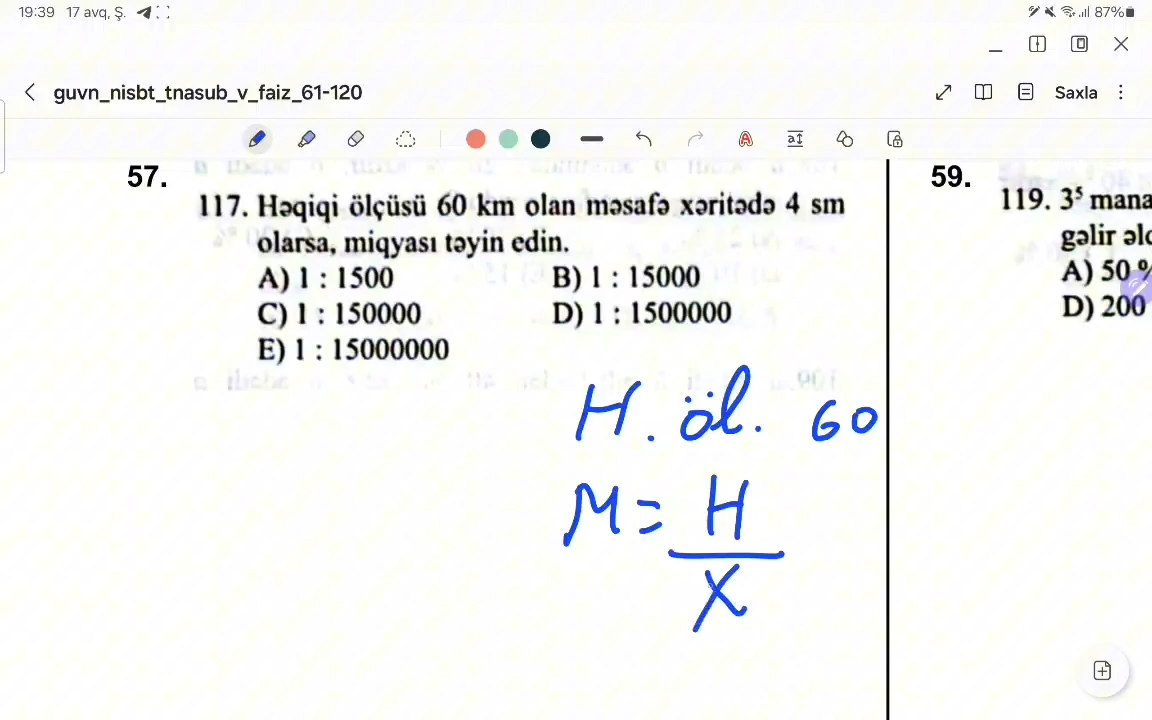 19:39 17 avq, Ş. 87%
guvn_nisbt_tnasub_v_faiz_61-120 Saxla
57.
117. Həqiqi ölçüsü 60 km olan məsafə xəritədə 4 sm
olarsa, miqyası təyin edin.
A) 1 : 1500 B) 1 : 15000
C) 1 : 150000 D) 1 : 1500000
E) 1 : 15000000
H. öl. 60
M = H
X
59.
119. 3⁵ mana
gəlir əl
A) 50 %
D) 200